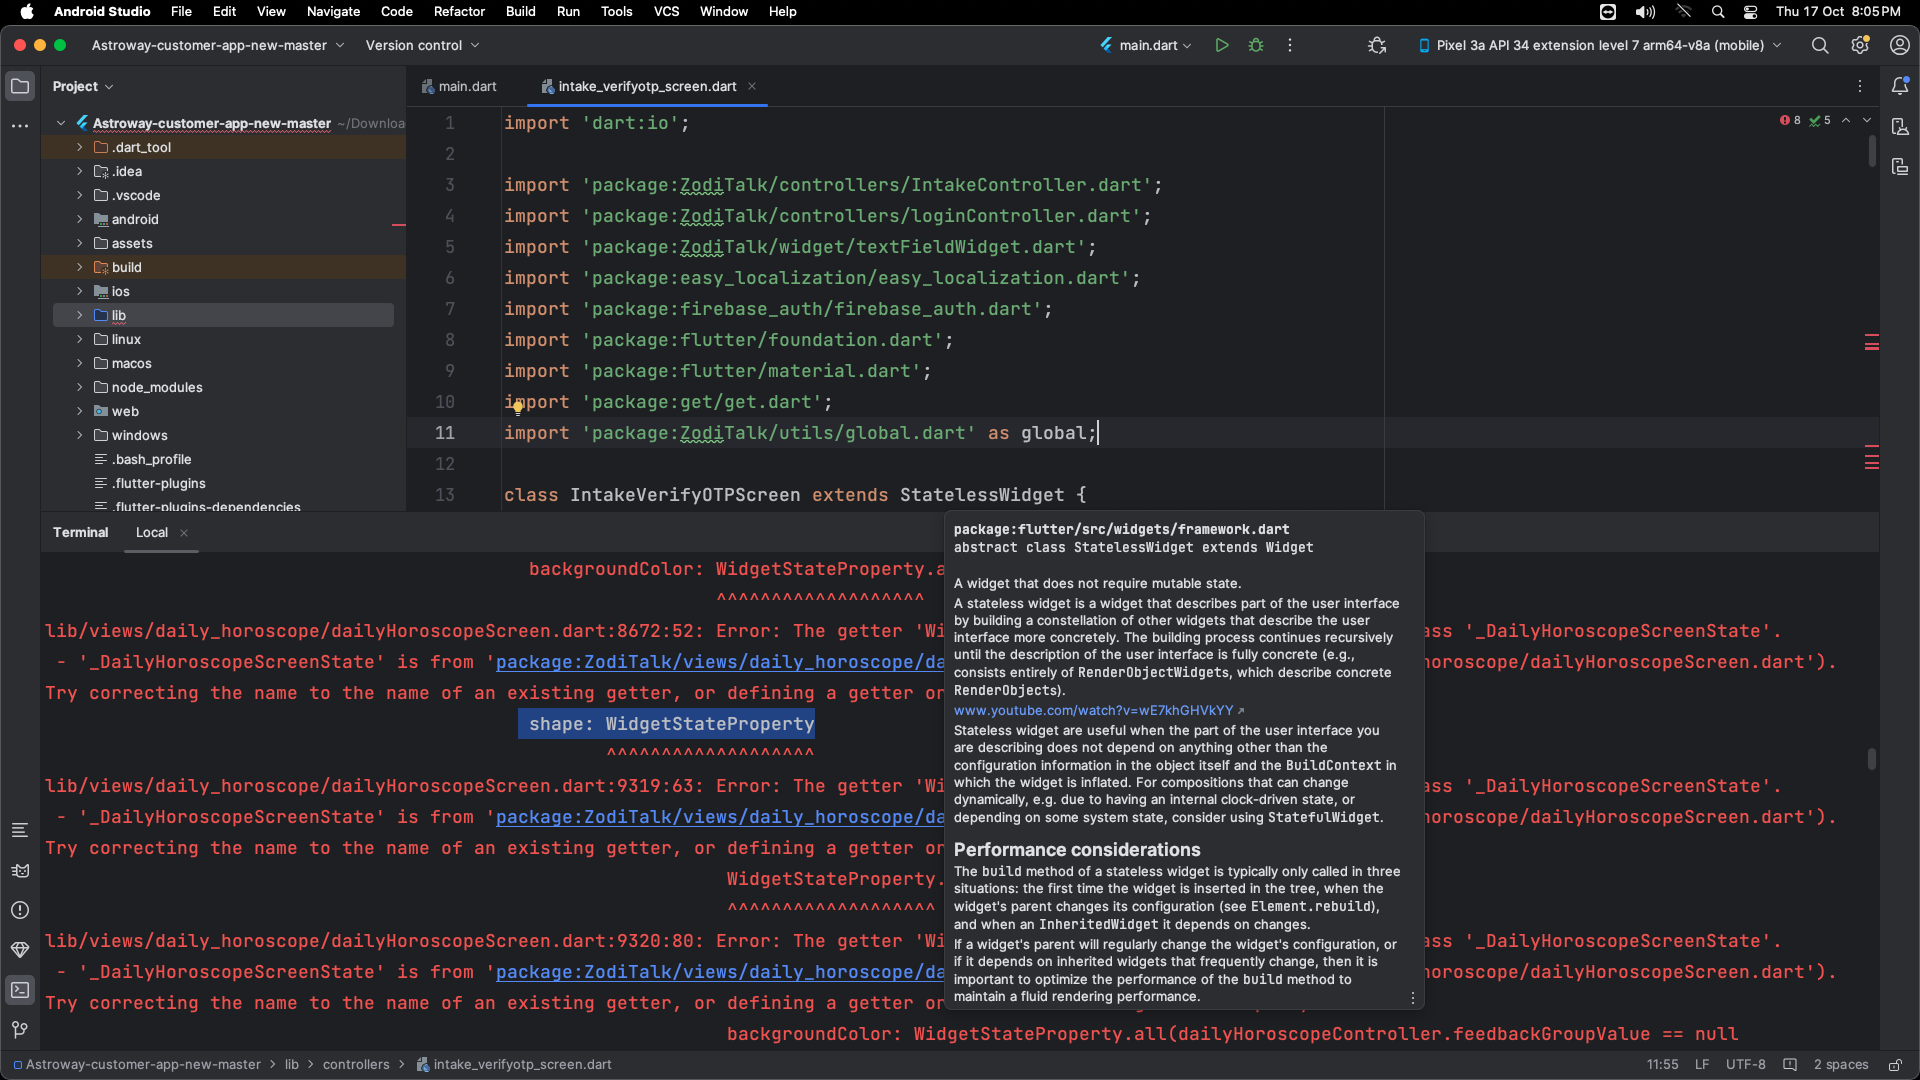 Android Studio File Edit View Navigate Code Refactor Build Run Tools VCS Window Help Thu 17 Oct 8:05 PM
Astroway-customer-app-new-master Version control main.dart Pixel 3a API 34 extension level 7 arm64-v8a (mobile)
Project main.dart intake_verifyotp_screen.dart
Astroway-customer-app-new-master ~/Downloa
.dart_tool
.idea
.vscode
android
assets
build
ios
lib
linux
macos
node_modules
web
windows
.bash_profile
.flutter-plugins
.flutter-plugins-dependencies
8 5
1 import 'dart:io';
2
3 import 'package:ZodiTalk/controllers/IntakeController.dart';
4 import 'package:ZodiTalk/controllers/loginController.dart';
5 import 'package:ZodiTalk/widget/textFieldWidget.dart';
6 import 'package:easy_localization/easy_localization.dart';
7 import 'package:firebase_auth/firebase_auth.dart';
8 import 'package:flutter/foundation.dart';
9 import 'package:flutter/material.dart';
10 import 'package:get/get.dart';
11 import 'package:ZodiTalk/utils/global.dart' as global;
12
13 class IntakeVerifyOTPScreen extends StatelessWidget {
Terminal Local
backgroundColor: WidgetStateProperty.a
^^^^^^^^^^^^^^^^^^^
lib/views/daily_horoscope/dailyHoroscopeScreen.dart:8672:52: Error: The getter 'Wi ass '_DailyHoroscopeScreenState'.
- '_DailyHoroscopeScreenState' is from 'package:ZodiTalk/views/daily_horoscope/da horoscope/dailyHoroscopeScreen.dart').
Try correcting the name to the name of an existing getter, or defining a getter or
shape: WidgetStateProperty
^^^^^^^^^^^^^^^^^^^
lib/views/daily_horoscope/dailyHoroscopeScreen.dart:9319:63: Error: The getter 'Wi ass '_DailyHoroscopeScreenState'.
- '_DailyHoroscopeScreenState' is from 'package:ZodiTalk/views/daily_horoscope/da horoscope/dailyHoroscopeScreen.dart').
Try correcting the name to the name of an existing getter, or defining a getter or
WidgetStateProperty.
^^^^^^^^^^^^^^^^^^^
lib/views/daily_horoscope/dailyHoroscopeScreen.dart:9320:80: Error: The getter 'Wi ass '_DailyHoroscopeScreenState'.
- '_DailyHoroscopeScreenState' is from 'package:ZodiTalk/views/daily_horoscope/da horoscope/dailyHoroscopeScreen.dart').
Try correcting the name to the name of an existing getter, or defining a getter or
backgroundColor: WidgetStateProperty.all(dailyHoroscopeController.feedbackGroupValue == null
package:flutter/src/widgets/framework.dart
abstract class StatelessWidget extends Widget
A widget that does not require mutable state.
A stateless widget is a widget that describes part of the user interface
by building a constellation of other widgets that describe the user
interface more concretely. The building process continues recursively
until the description of the user interface is fully concrete (e.g.,
consists entirely of RenderObjectWidgets, which describe concrete
RenderObjects).
www.youtube.com/watch?v=wE7khGHVkYY
Stateless widget are useful when the part of the user interface you
are describing does not depend on anything other than the
configuration information in the object itself and the BuildContext in
which the widget is inflated. For compositions that can change
dynamically, e.g. due to having an internal clock-driven state, or
depending on some system state, consider using StatefulWidget.
Performance considerations
The build method of a stateless widget is typically only called in three
situations: the first time the widget is inserted in the tree, when the
widget's parent changes its configuration (see Element.rebuild),
and when an InheritedWidget it depends on changes.
If a widget's parent will regularly change the widget's configuration, or
if it depends on inherited widgets that frequently change, then it is
important to optimize the performance of the build method to
maintain a fluid rendering performance.
Astroway-customer-app-new-master > lib > controllers > intake_verifyotp_screen.dart 11:55 LF UTF-8 2 spaces